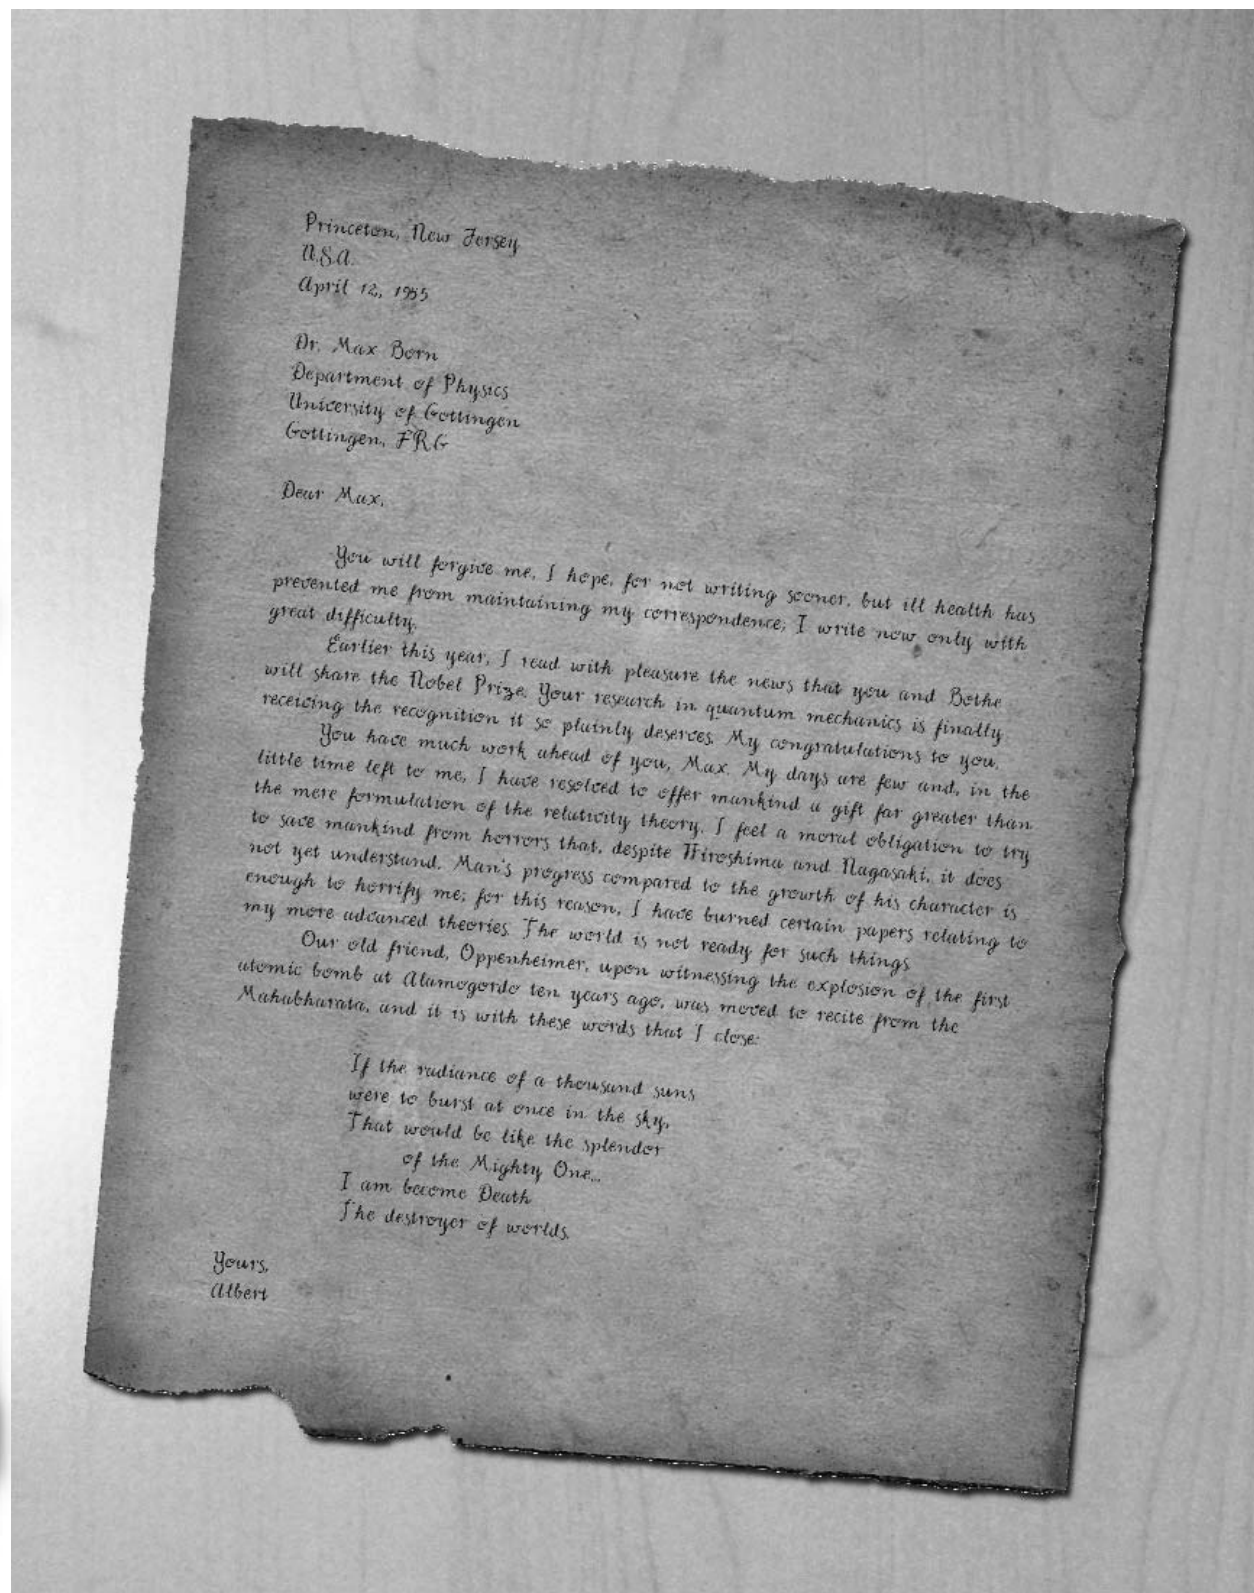 Princeton, New Jersey
U.S.A.
April 12, 1955
Dr. Max Born
Department of Physics
University of Gottingen
Gottingen, FRG
Dear Max,
You will forgive me, I hope, for not writing sooner, but ill health has
prevented me from maintaining my correspondence; I write now only with
great difficulty.
Earlier this year, I read with pleasure the news that you and Bothe
will share the Nobel Prize. Your research in quantum mechanics is finally
receiving the recognition it so plainly deserves. My congratulations to you.
You have much work ahead of you, Max. My days are few and, in the
little time left to me, I have resolved to offer mankind a gift far greater than
the mere formulation of the relativity theory. I feel a moral obligation to try
to save mankind from horrors that, despite Hiroshima and Nagasaki, it does
not yet understand. Man's progress compared to the growth of his character is
enough to horrify me; for this reason, I have burned certain papers relating to
my more advanced theories. The world is not ready for such things.
Our old friend, Oppenheimer, upon witnessing the explosion of the first
atomic bomb at Alamogordo ten years ago, was moved to recite from the
Mahabharata, and it is with these words that I close:
If the radiance of a thousand suns
were to burst at once in the sky,
That would be like the splendor
of the Mighty One...
I am become Death
The destroyer of worlds.
Yours,
Albert